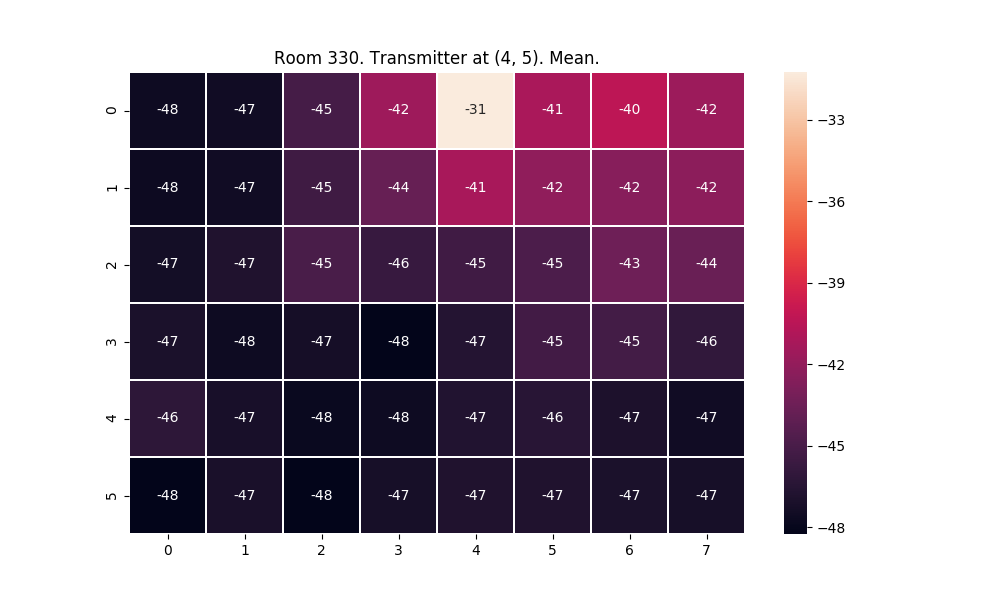 Room 330. Transmitter at (4, 5). Mean.
0 -48 -47 -45 -42 -31 -41 -40 -42
1 -48 -47 -45 -44 -41 -42 -42 -42
2 -47 -47 -45 -46 -45 -45 -43 -44
3 -47 -48 -47 -48 -47 -45 -45 -46
4 -46 -47 -48 -48 -47 -46 -47 -47
5 -48 -47 -48 -47 -47 -47 -47 -47
0 1 2 3 4 5 6 7
−33
−36
−39
−42
−45
−48